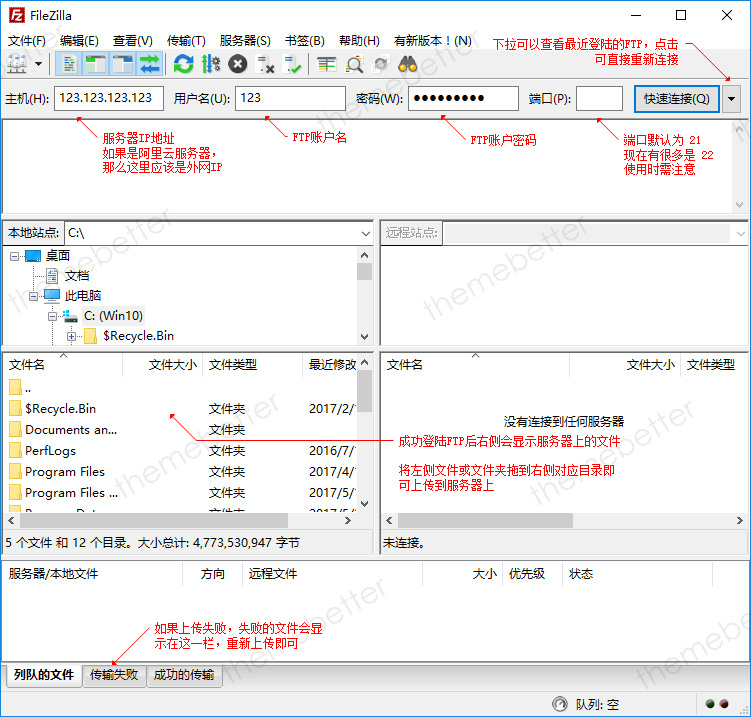 FileZilla
文件(F) 编辑(E) 查看(V) 传输(T) 服务器(S) 书签(B) 帮助(H) 有新版本！(N)
下拉可以查看最近登陆的FTP，点击
可直接重新连接
主机(H): 123.123.123.123 用户名(U): 123 密码(W): ●●●●●●●●● 端口(P): 快速连接(Q)
服务器IP地址
如果是阿里云服务器，
那么这里应该是外网IP
FTP账户名
FTP账户密码
端口默认为 21
现在有很多是 22
使用时需注意
本地站点: C:\
远程站点:
桌面
文档
此电脑
C: (Win10)
$Recycle.Bin
文件名 文件大小 文件类型 最近修改
文件名 文件大小 文件类型
..
$Recycle.Bin 文件夹 2017/2/
Documents an... 文件夹
PerfLogs 文件夹 2016/7/
Program Files 文件夹 2017/4/
Program Files ... 文件夹 2017/5/
没有连接到任何服务器
成功登陆FTP后右侧会显示服务器上的文件
将左侧文件或文件夹拖到右侧对应目录即
可上传到服务器上
5 个文件 和 12 个目录。大小总计: 4,773,530,947 字节
未连接。
服务器/本地文件 方向 远程文件 大小 优先级 状态
如果上传失败，失败的文件会显
示在这一栏，重新上传即可
列队的文件 传输失败 成功的传输
队列: 空
themebetter
themebetter
themebetter
themebetter
themebetter
themebetter
themebetter
themebetter